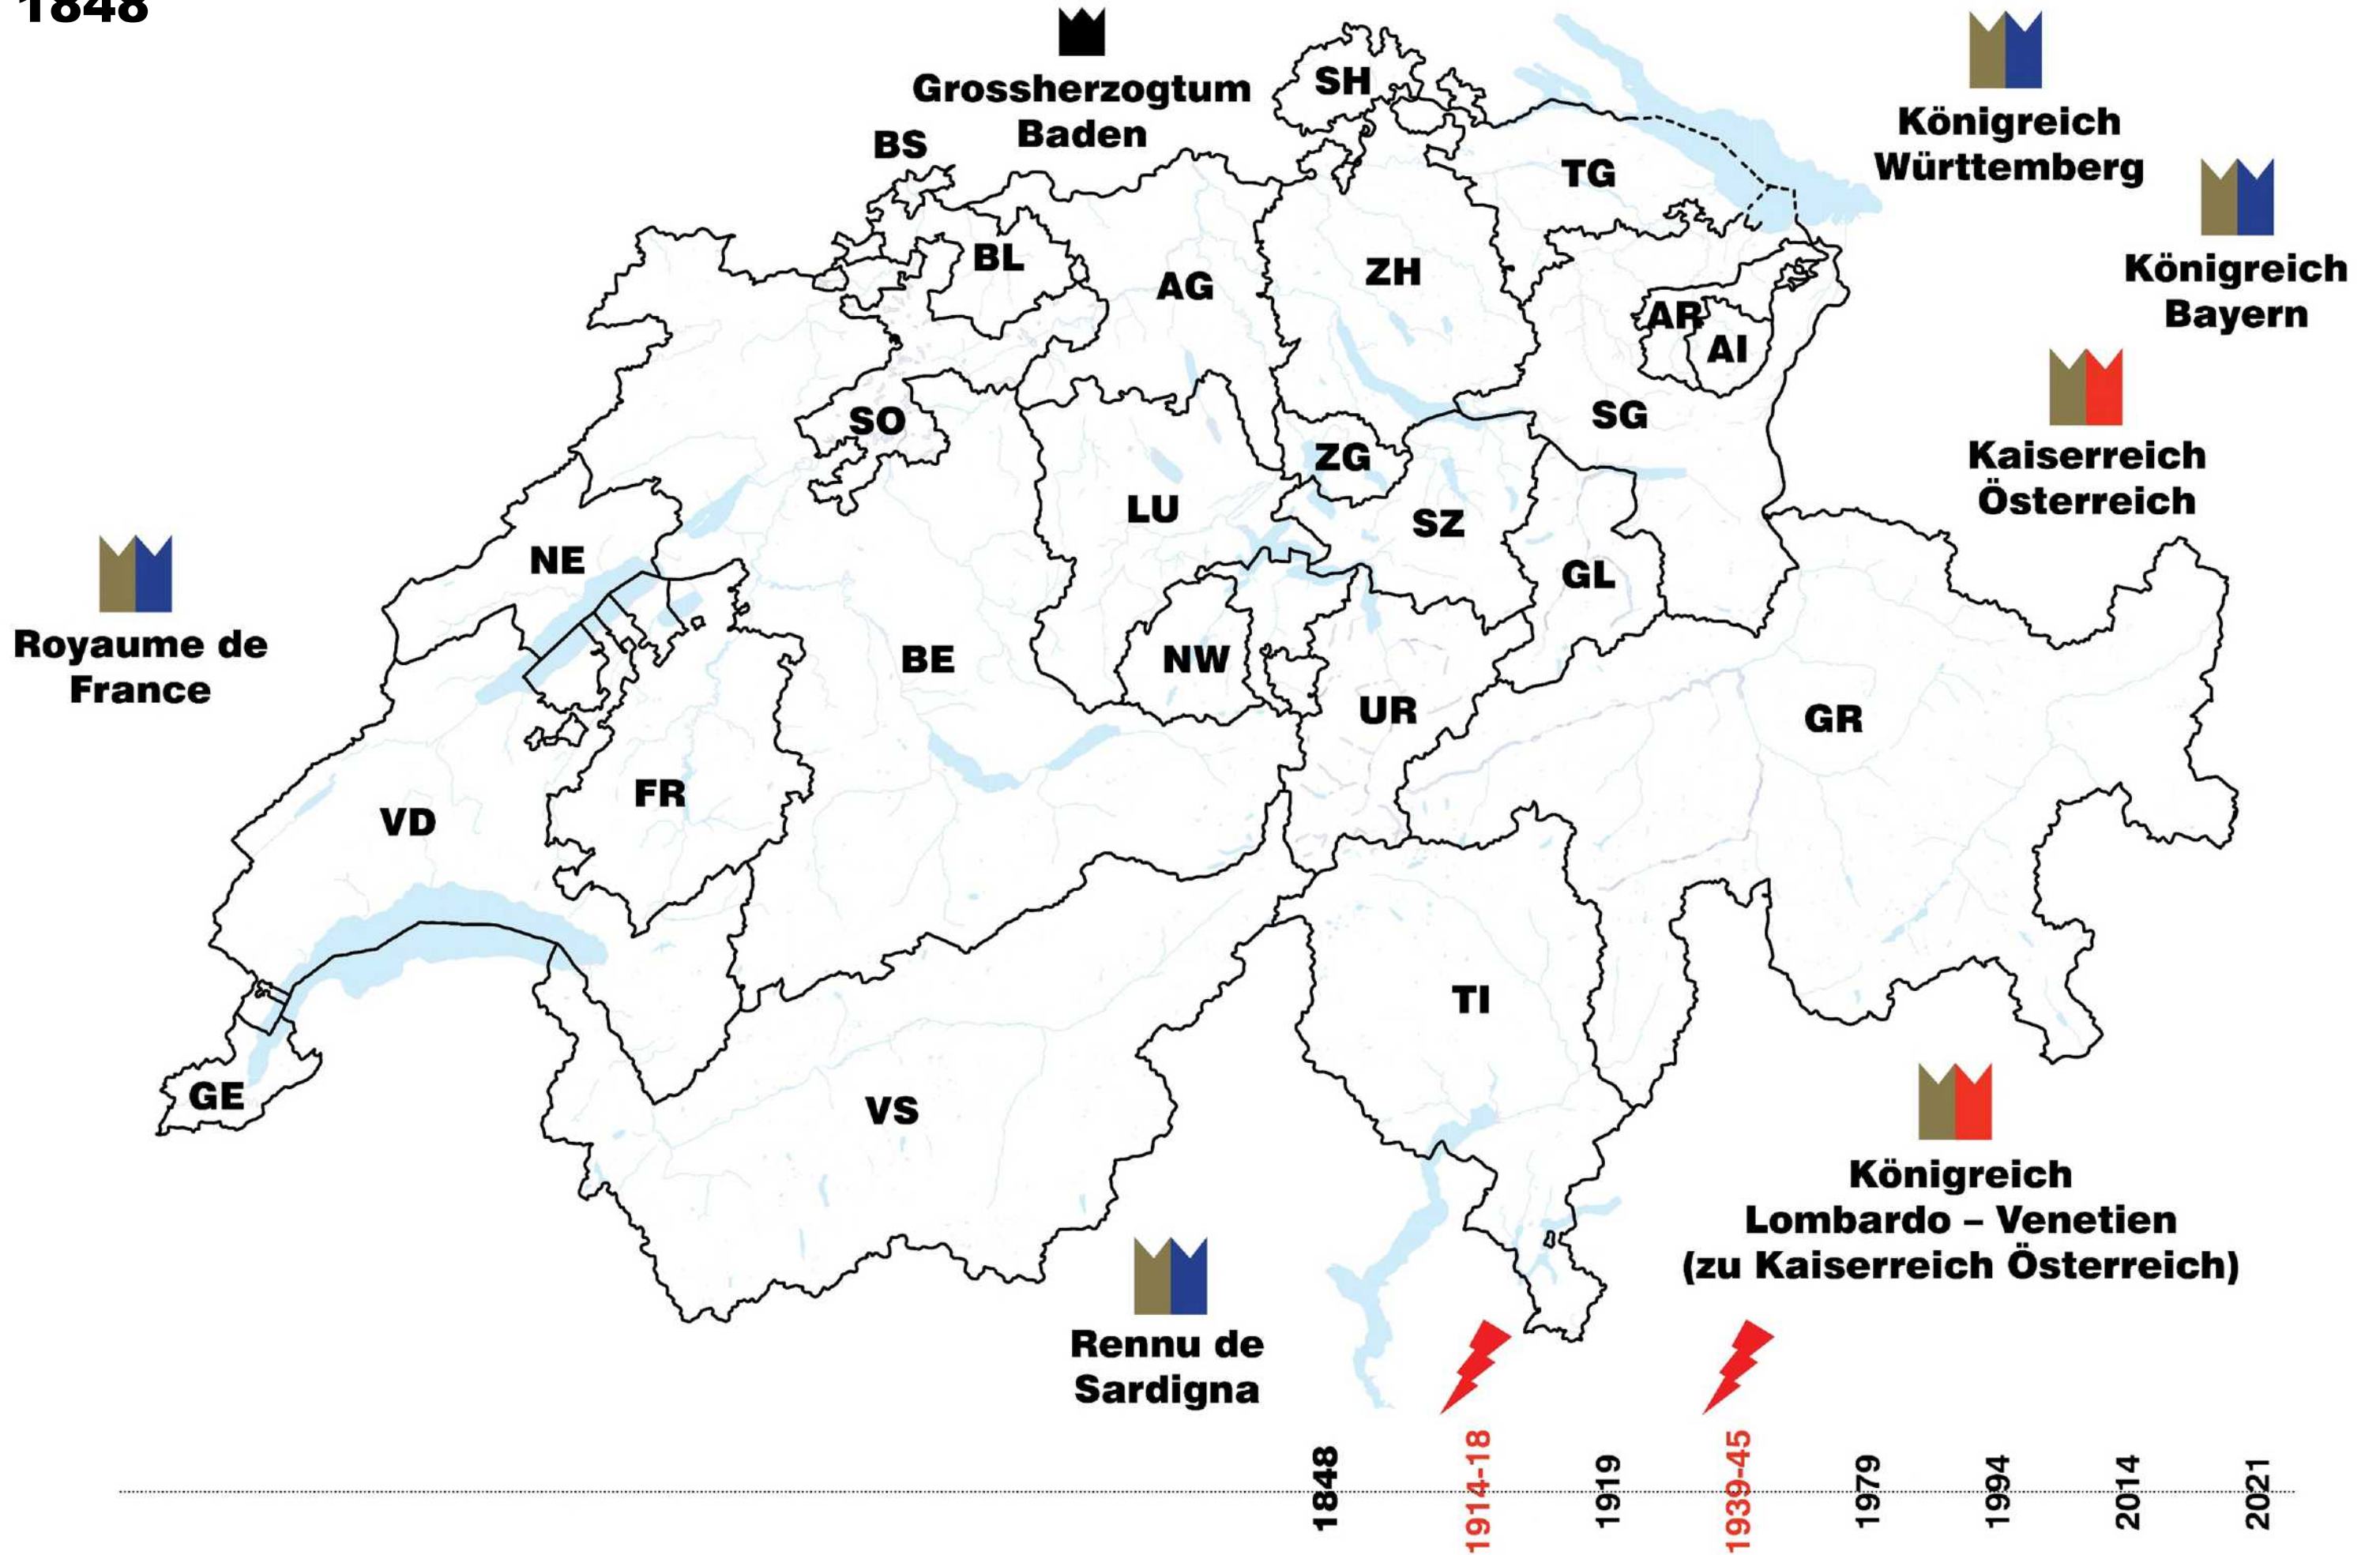 1848
Grossherzogtum
Baden
BS
SH
Königreich
Württemberg
TG
Königreich
Bayern
BL
AG
ZH
AR
AI
SO
SG
Kaiserreich
Österreich
ZG
LU
SZ
NE
GL
Royaume de
France
BE
NW
UR
GR
FR
VD
TI
GE
VS
Königreich
Lombardo – Venetien
(zu Kaiserreich Österreich)
Rennu de
Sardigna
1848
1914-18
1919
1939-45
1979
1994
2014
2021